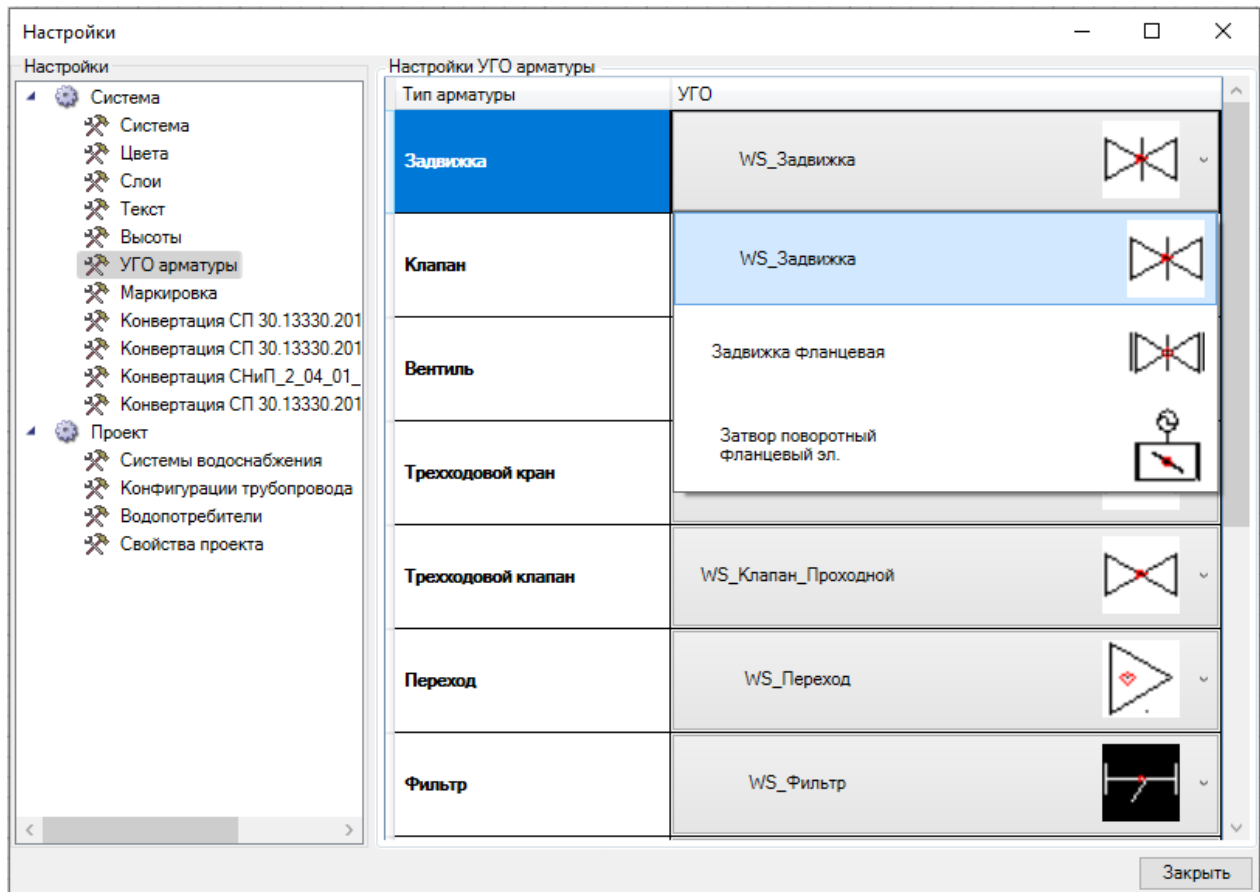 Настройки
Настройки
Система
Система
Цвета
Слои
Текст
Высоты
УГО арматуры
Маркировка
Конвертация СП 30.13330.201
Конвертация СП 30.13330.201
Конвертация СНиП_2_04_01_
Конвертация СП 30.13330.201
Проект
Системы водоснабжения
Конфигурации трубопровода
Водопотребители
Свойства проекта
Настройки УГО арматуры
Тип арматуры УГО
Задвижка WS_Задвижка
Клапан WS_Задвижка
Вентиль Задвижка фланцевая
Трехходовой кран Затвор поворотный
фланцевый эл.
Трехходовой клапан WS_Клапан_Проходной
Переход WS_Переход
Фильтр WS_Фильтр
Закрыть